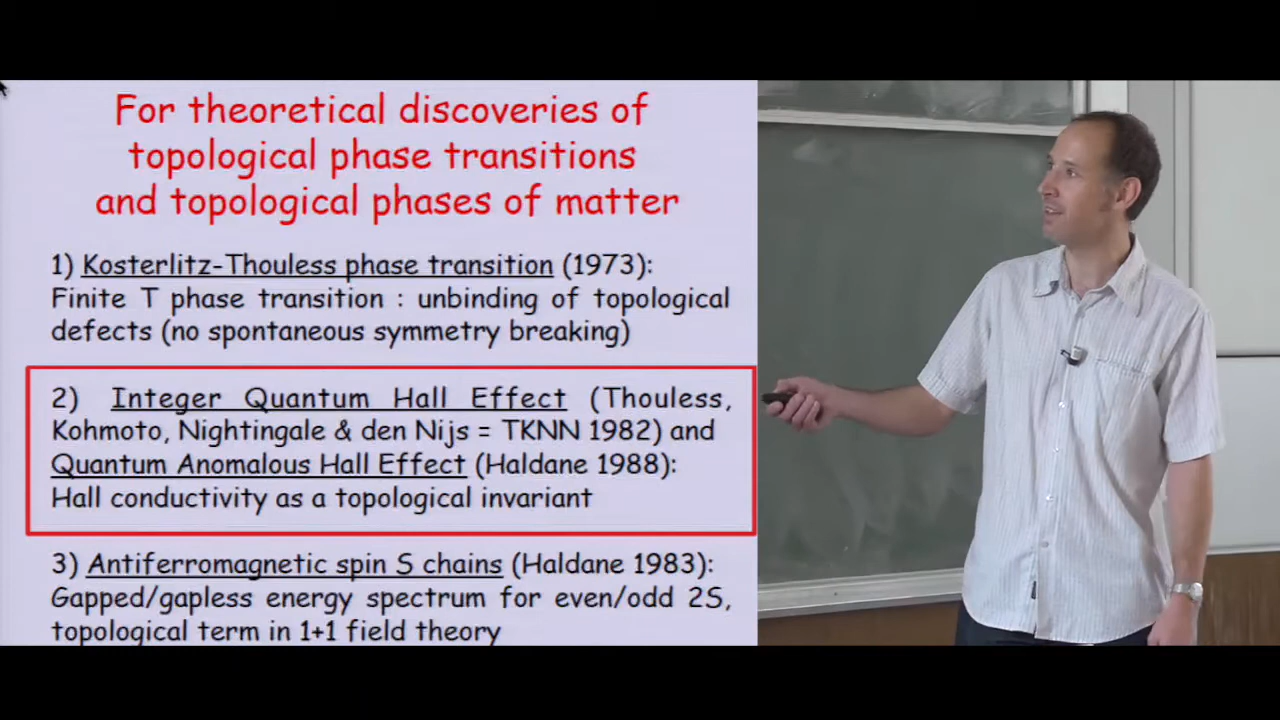 For theoretical discoveries of
topological phase transitions
and topological phases of matter
1) Kosterlitz-Thouless phase transition (1973):
Finite T phase transition : unbinding of topological
defects (no spontaneous symmetry breaking)
2) Integer Quantum Hall Effect (Thouless,
Kohmoto, Nightingale & den Nijs = TKNN 1982) and
Quantum Anomalous Hall Effect (Haldane 1988):
Hall conductivity as a topological invariant
3) Antiferromagnetic spin S chains (Haldane 1983):
Gapped/gapless energy spectrum for even/odd 2S,
topological term in 1+1 field theory